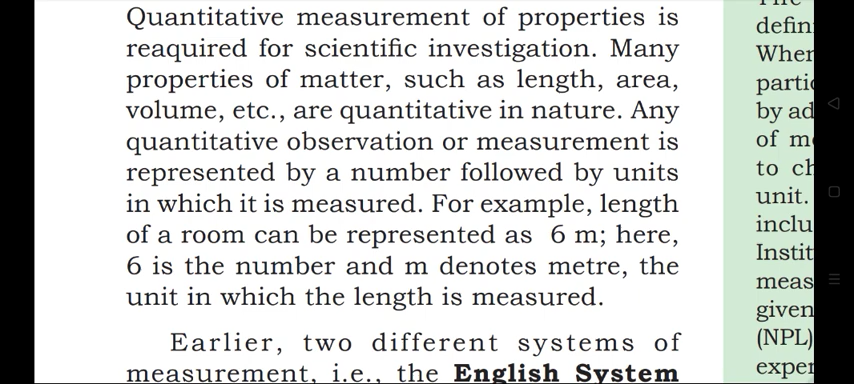 Quantitative measurement of properties is
reaquired for scientific investigation. Many
properties of matter, such as length, area,
volume, etc., are quantitative in nature. Any
quantitative observation or measurement is
represented by a number followed by units
in which it is measured. For example, length
of a room can be represented as 6 m; here,
6 is the number and m denotes metre, the
unit in which the length is measured.
Earlier, two different systems of
measurement, i.e., the English System
defin
When
partic
by ad
of m
to ch
unit.
inclu
Instit
meas
given
(NPL)
exper